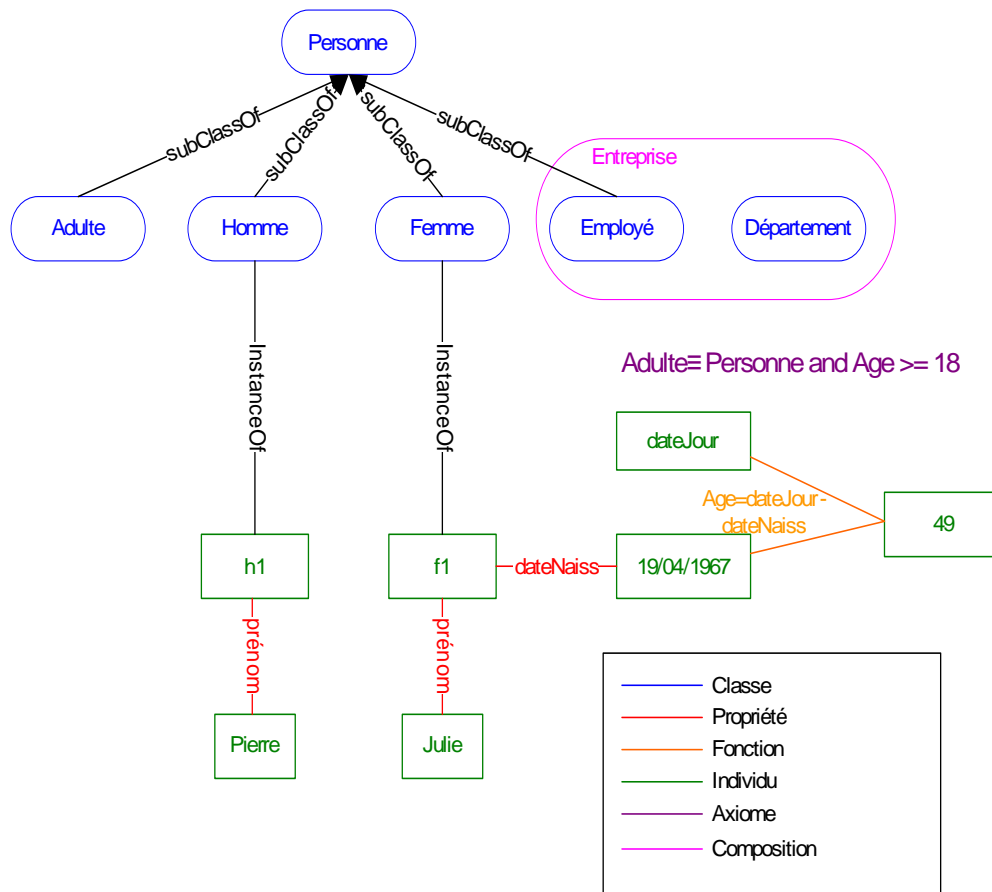 Personne
subClassOf
subClassOf
subClassOf
subClassOf
Entreprise
Adulte
Homme
Femme
Employé
Département
InstanceOf
InstanceOf
Adulte≡ Personne and Age >= 18
dateJour
Age=dateJour -
dateNaiss
49
h1
f1
dateNaiss
19/04/1967
prénom
prénom
Pierre
Julie
Classe
Propriété
Fonction
Individu
Axiome
Composition